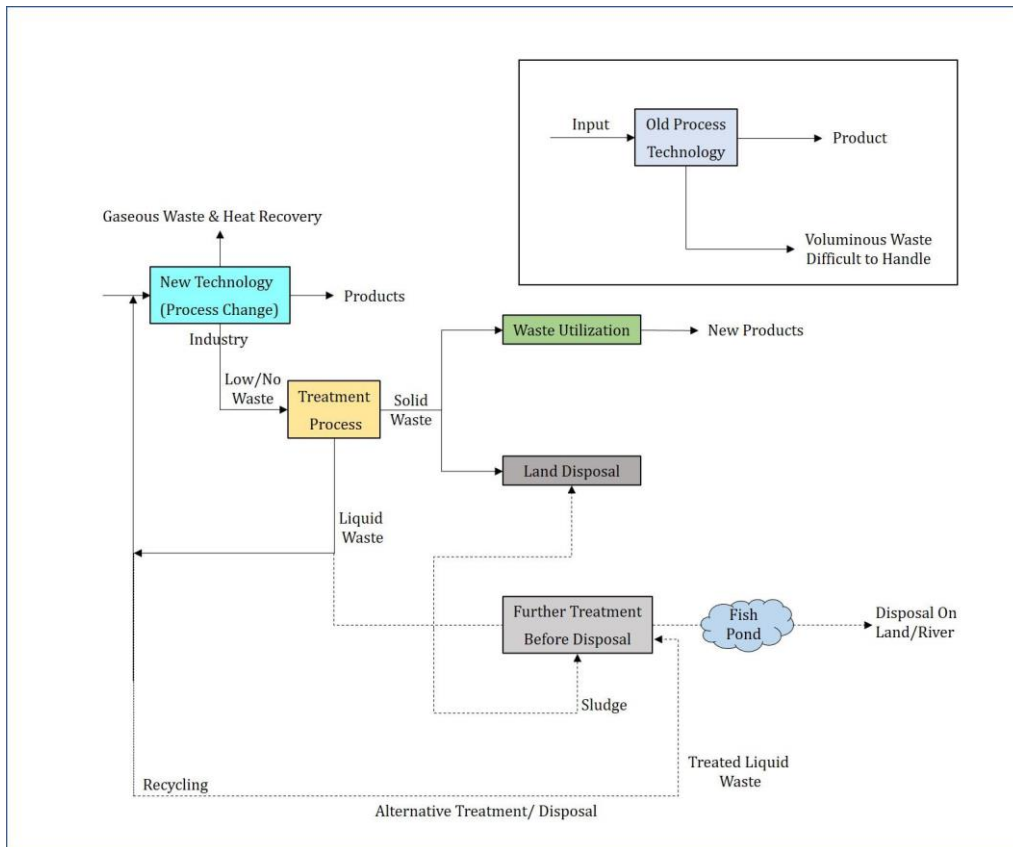 Input
Old Process
Technology
Product
Voluminous Waste
Difficult to Handle
Gaseous Waste & Heat Recovery
New Technology
(Process Change)
Products
Industry
Low/No
Waste
Treatment
Process
Solid
Waste
Waste Utilization
New Products
Land Disposal
Liquid
Waste
Further Treatment
Before Disposal
Fish
Pond
Disposal On
Land/River
Sludge
Treated Liquid
Waste
Recycling
Alternative Treatment/ Disposal